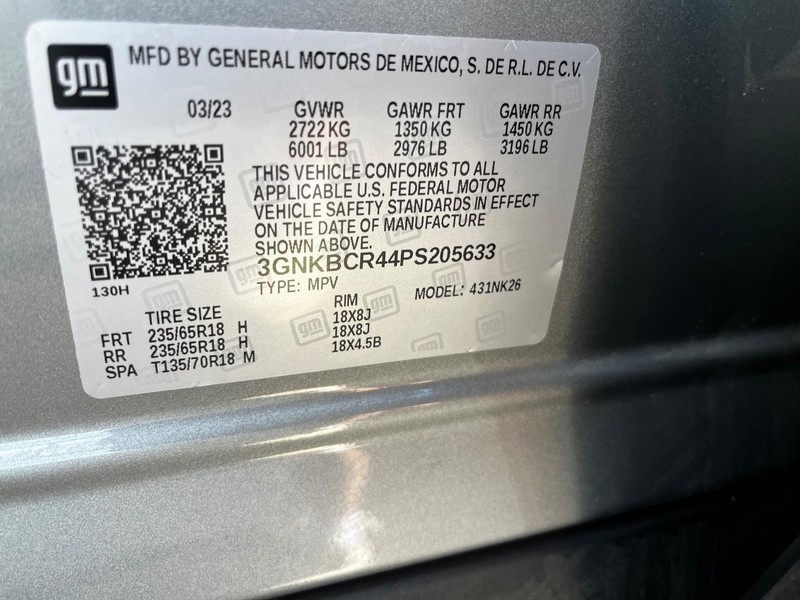 gm
MFD BY GENERAL MOTORS DE MEXICO, S. DE R.L. DE C.V.
03/23 GVWR GAWR FRT GAWR RR
2722 KG 1350 KG 1450 KG
6001 LB 2976 LB 3196 LB
THIS VEHICLE CONFORMS TO ALL
APPLICABLE U.S. FEDERAL MOTOR
VEHICLE SAFETY STANDARDS IN EFFECT
ON THE DATE OF MANUFACTURE
SHOWN ABOVE.
3GNKBCR44PS205633
130H
TYPE: MPV MODEL: 431NK26
TIRE SIZE RIM
FRT 235/65R18 H 18X8J
RR 235/65R18 H 18X8J
SPA T135/70R18 M 18X4.5B